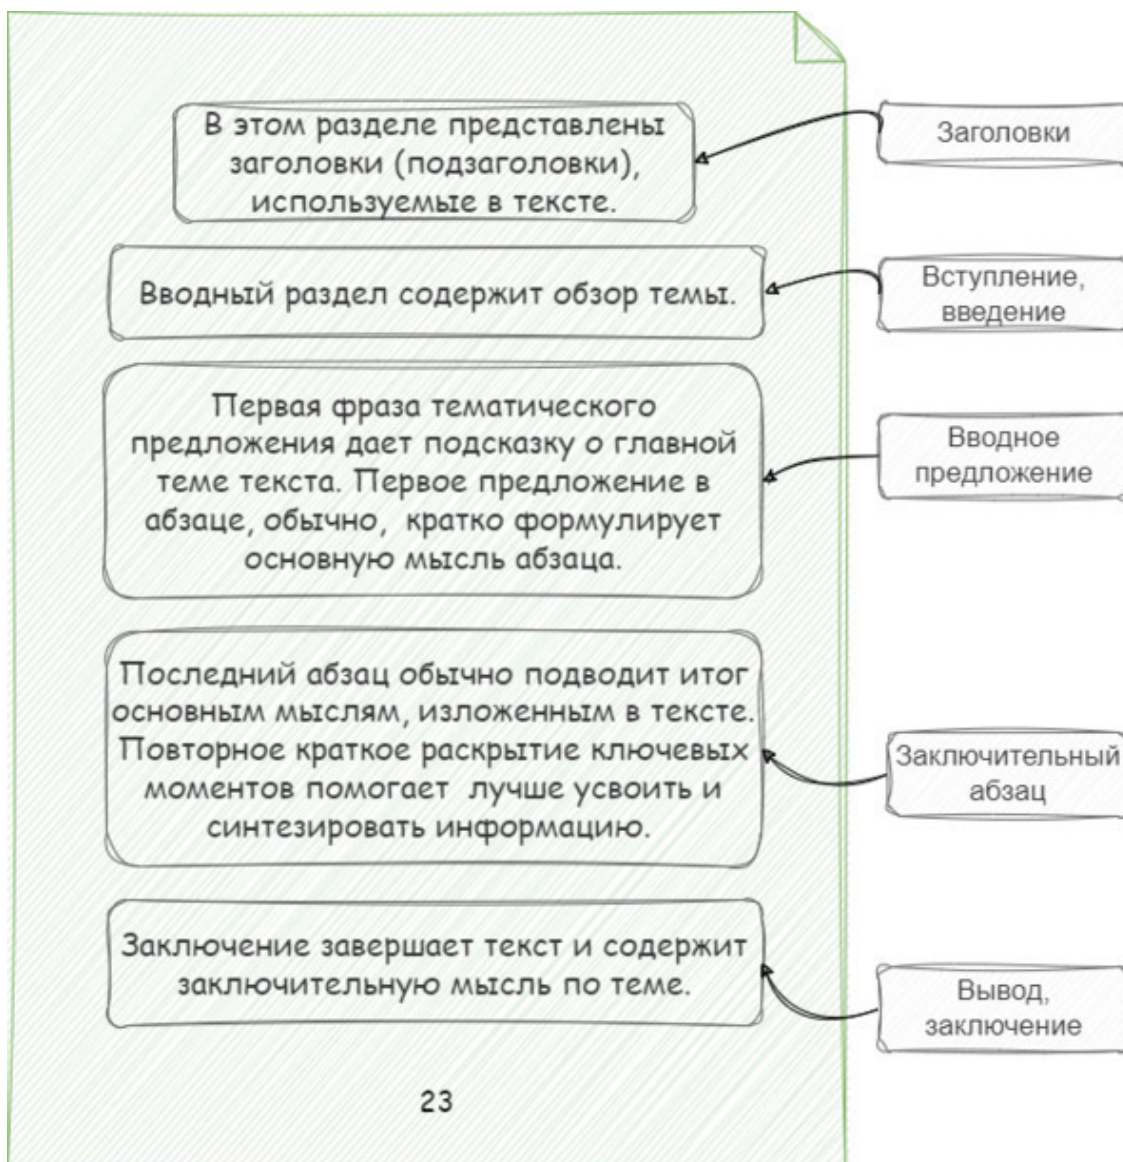 В этом разделе представлены
заголовки (подзаголовки),
используемые в тексте.
Заголовки
Вводный раздел содержит обзор темы.
Вступление,
введение
Первая фраза тематического
предложения дает подсказку о главной
теме текста. Первое предложение в
абзаце, обычно, кратко формулирует
основную мысль абзаца.
Вводное
предложение
Последний абзац обычно подводит итог
основным мыслям, изложенным в тексте.
Повторное краткое раскрытие ключевых
моментов помогает лучше усвоить и
синтезировать информацию.
Заключительный
абзац
Заключение завершает текст и содержит
заключительную мысль по теме.
Вывод,
заключение
23